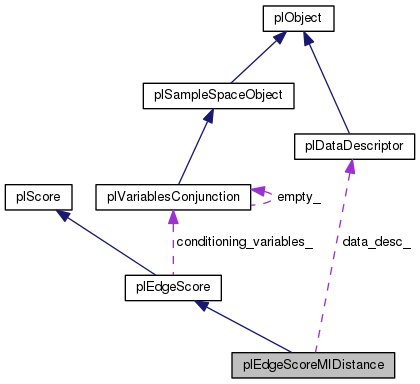 plObject
plSampleSpaceObject
plDataDescriptor
plScore
plVariablesConjunction
empty_
conditioning_variables_
data_desc_
plEdgeScore
plEdgeScoreMIDistance